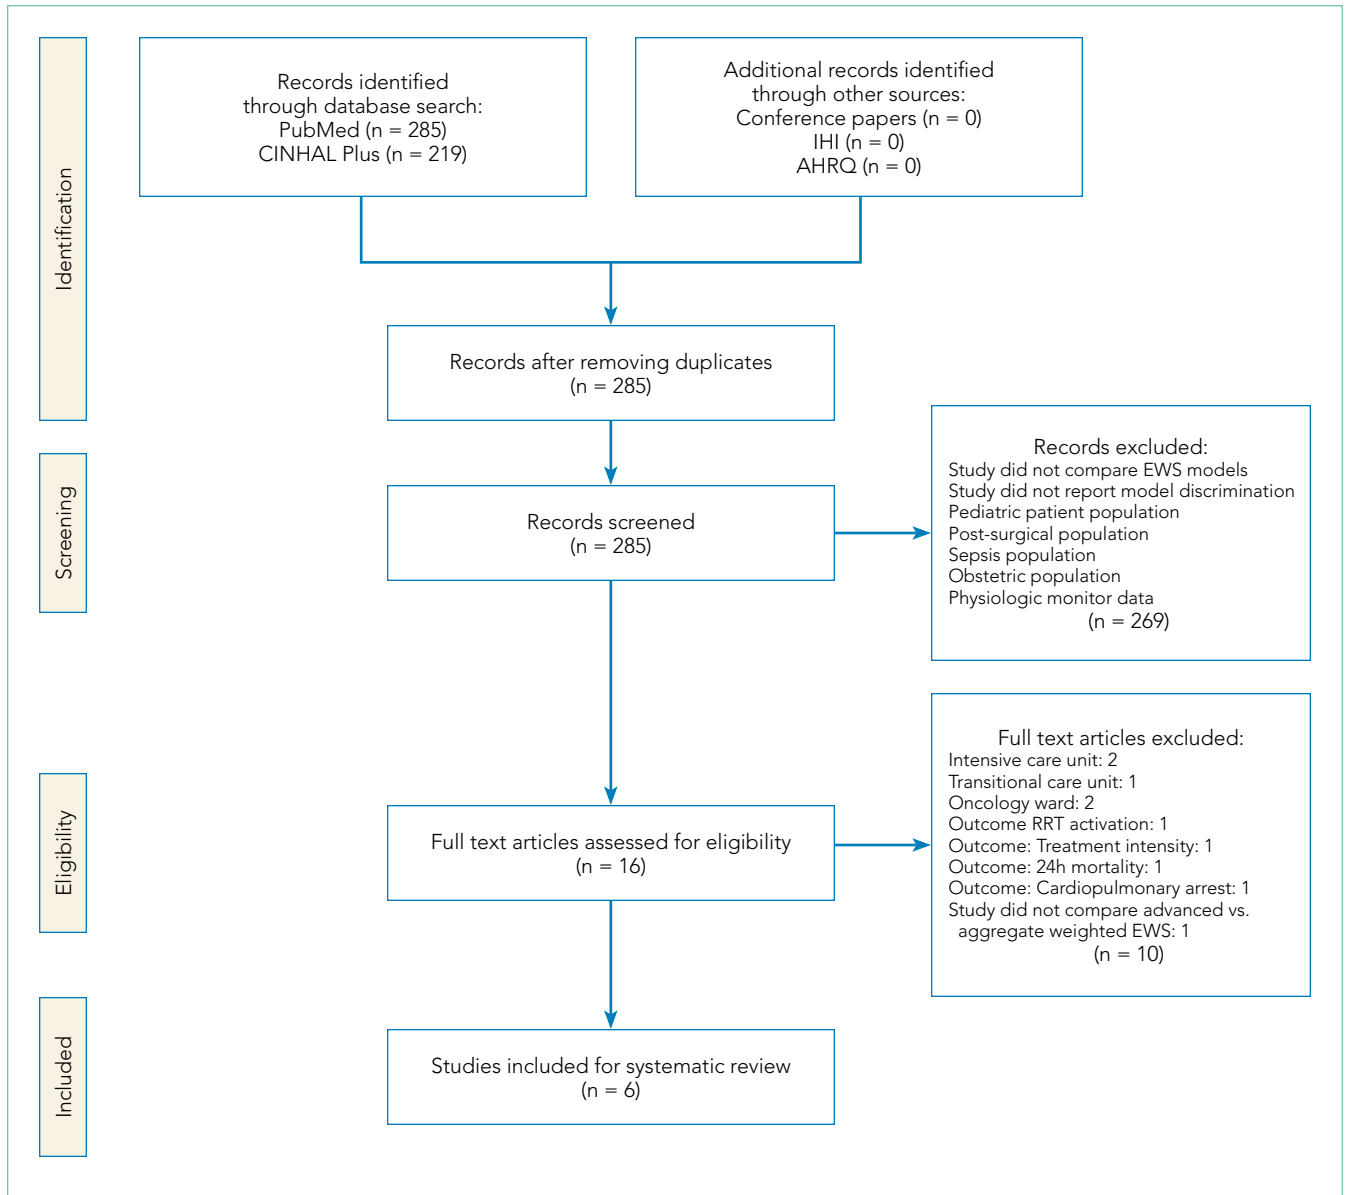 Identification
Records identified
through database search:
PubMed (n = 285)
CINHAL Plus (n = 219)
Additional records identified
through other sources:
Conference papers (n = 0)
IHI (n = 0)
AHRQ (n = 0)
Records after removing duplicates
(n = 285)
Screening
Records screened
(n = 285)
Records excluded:
Study did not compare EWS models
Study did not report model discrimination
Pediatric patient population
Post-surgical population
Sepsis population
Obstetric population
Physiologic monitor data
(n = 269)
Eligibility
Full text articles assessed for eligibility
(n = 16)
Full text articles excluded:
Intensive care unit: 2
Transitional care unit: 1
Oncology ward: 2
Outcome RRT activation: 1
Outcome: Treatment intensity: 1
Outcome: 24h mortality: 1
Outcome: Cardiopulmonary arrest: 1
Study did not compare advanced vs.
aggregate weighted EWS: 1
(n = 10)
Included
Studies included for systematic review
(n = 6)